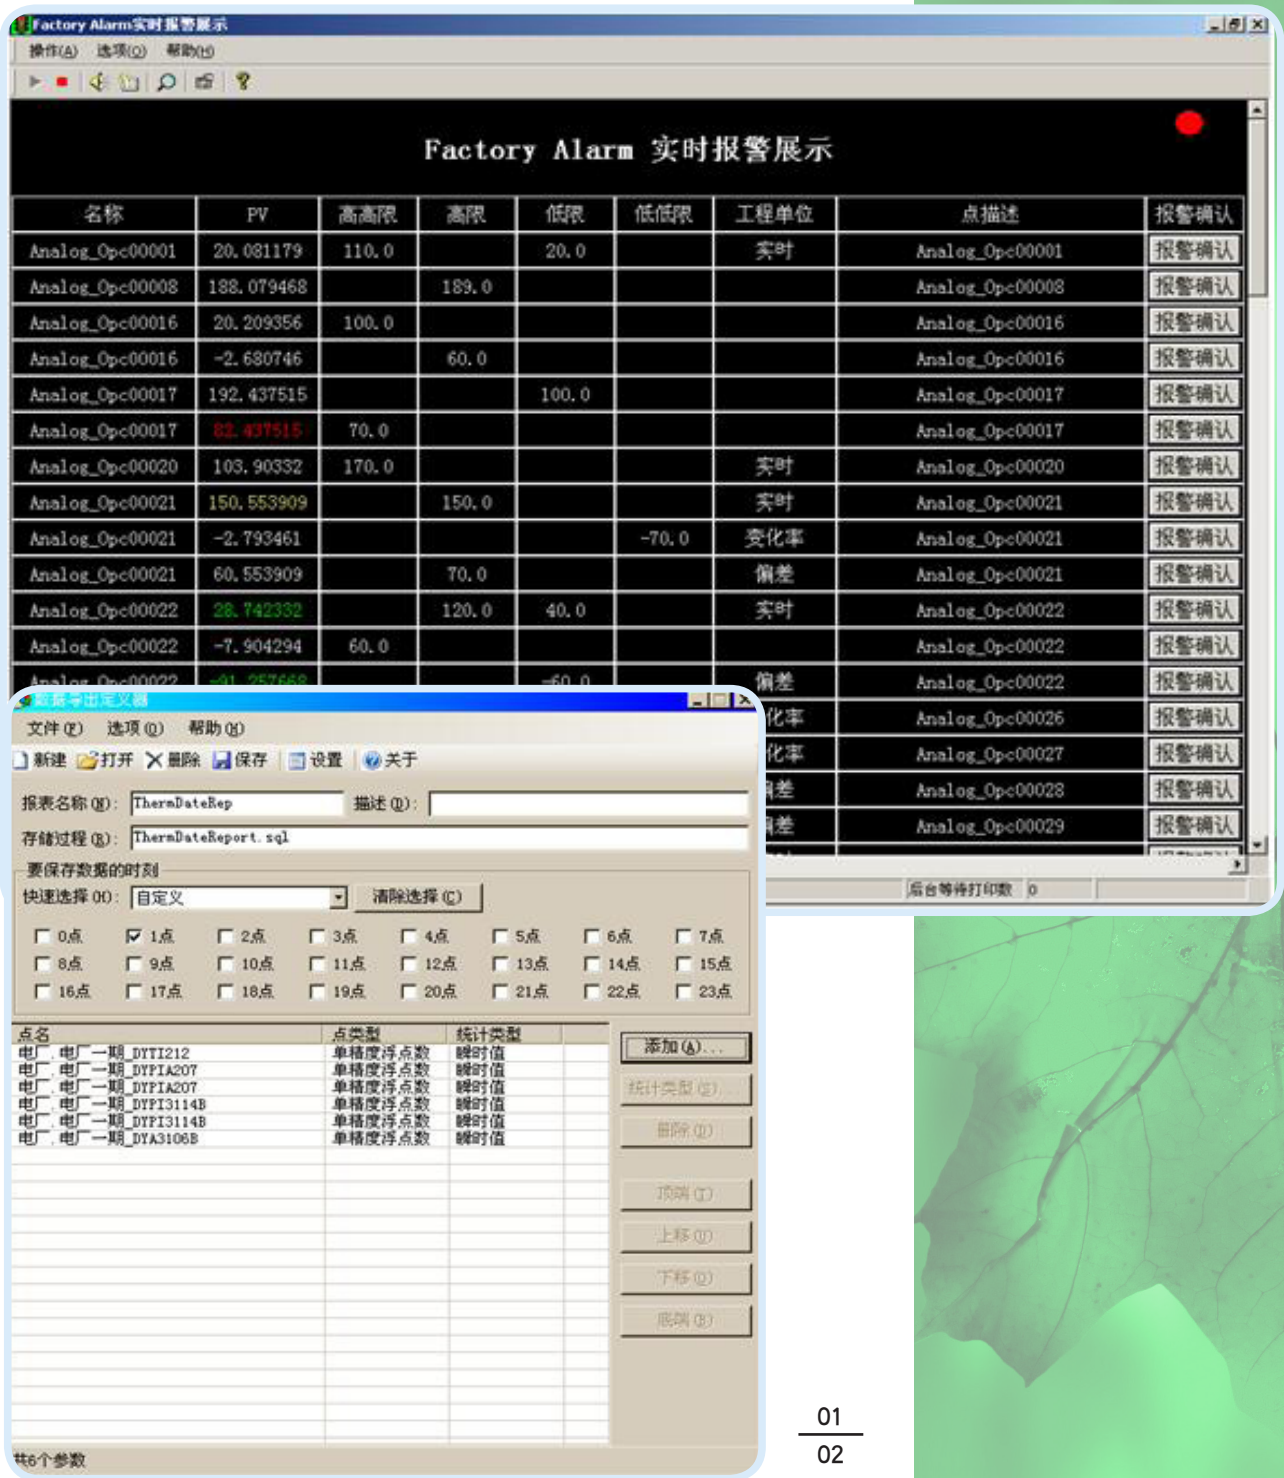 Factory Alarm实时报警展示
操作(A) 选项(O) 帮助(H)
Factory Alarm 实时报警展示
名称 PV 高高限 高限 低限 低低限 工程单位 点描述 报警确认
Analog_Opc00001 20.081179 110.0 20.0 实时 Analog_Opc00001 报警确认
Analog_Opc00008 188.079468 189.0 Analog_Opc00008 报警确认
Analog_Opc00016 20.209356 100.0 Analog_Opc00016 报警确认
Analog_Opc00016 -2.680746 60.0 Analog_Opc00016 报警确认
Analog_Opc00017 192.437515 100.0 Analog_Opc00017 报警确认
Analog_Opc00017 82.437515 70.0 Analog_Opc00017 报警确认
Analog_Opc00020 103.90332 170.0 实时 Analog_Opc00020 报警确认
Analog_Opc00021 150.553909 150.0 实时 Analog_Opc00021 报警确认
Analog_Opc00021 -2.793461 -70.0 变化率 Analog_Opc00021 报警确认
Analog_Opc00021 60.553909 70.0 偏差 Analog_Opc00021 报警确认
Analog_Opc00022 28.742332 120.0 40.0 实时 Analog_Opc00022 报警确认
Analog_Opc00022 -7.904294 60.0 Analog_Opc00022 报警确认
Analog_Opc00022 -91.257668 -60.0 偏差 Analog_Opc00022 报警确认
化率 Analog_Opc00026 报警确认
化率 Analog_Opc00027 报警确认
差 Analog_Opc00028 报警确认
差 Analog_Opc00029 报警确认
后台等待打印数 0
数据导出定义器
文件(F) 选项(O) 帮助(H)
新建 打开 删除 保存 设置 关于
报表名称(N): ThermDateRep 描述(D):
存储过程(R): ThermDateReport.sql
要保存数据的时刻
快速选择(H): 自定义 清除选择(C)
0点 1点 2点 3点 4点 5点 6点 7点
8点 9点 10点 11点 12点 13点 14点 15点
16点 17点 18点 19点 20点 21点 22点 23点
点名 点类型 统计类型
电厂.电厂一期_DYTI212 单精度浮点数 瞬时值
电厂.电厂一期_DYPIA207 单精度浮点数 瞬时值
电厂.电厂一期_DYPIA207 单精度浮点数 瞬时值
电厂.电厂一期_DYPI3114B 单精度浮点数 瞬时值
电厂.电厂一期_DYPI3114B 单精度浮点数 瞬时值
电厂.电厂一期_DYA3106B 单精度浮点数 瞬时值
添加(A)...
统计类型(S)...
删除(D)
顶端(T)
上移(U)
下移(O)
底端(B)
共6个参数
01
02